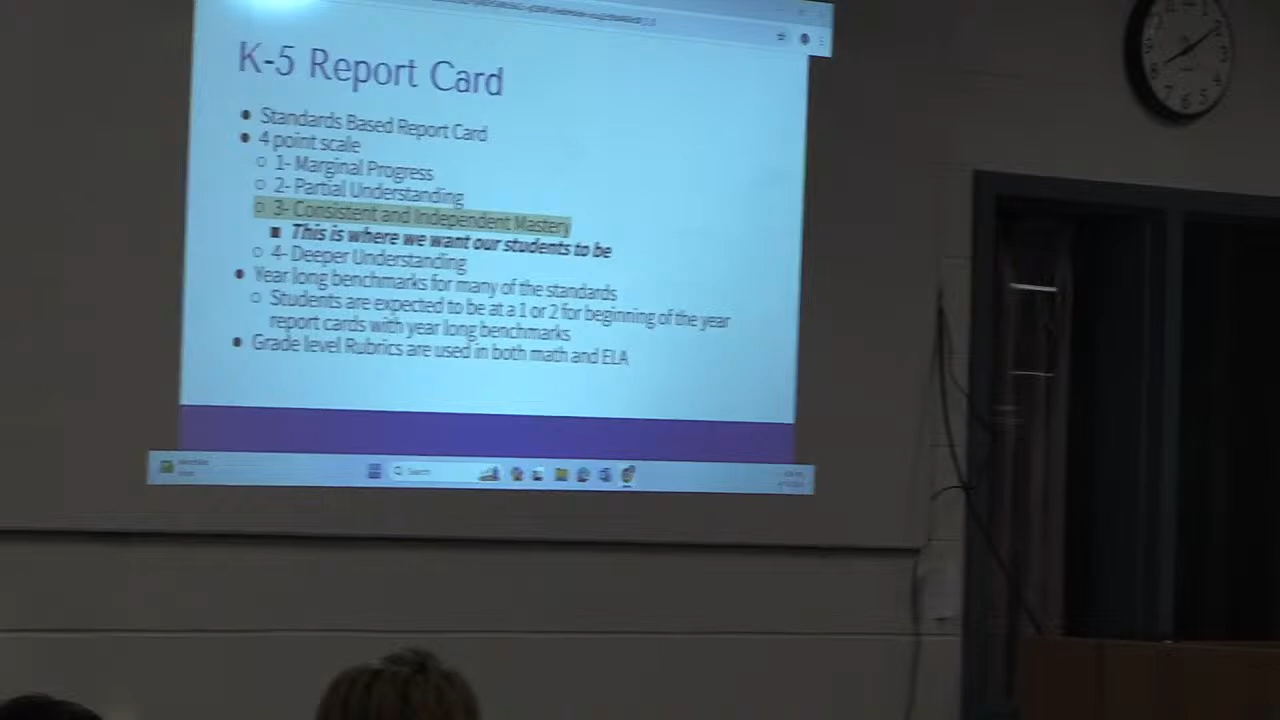 K-5 Report Card
● Standards Based Report Card
● 4 point scale
○ 1- Marginal Progress
○ 2- Partial Understanding
○ 3- Consistent and Independent Mastery
■ This is where we want our students to be
○ 4- Deeper Understanding
● Year long benchmarks for many of the standards
○ Students are expected to be at a 1 or 2 for beginning of the year
report cards with year long benchmarks
● Grade level Rubrics are used in both math and ELA
Search